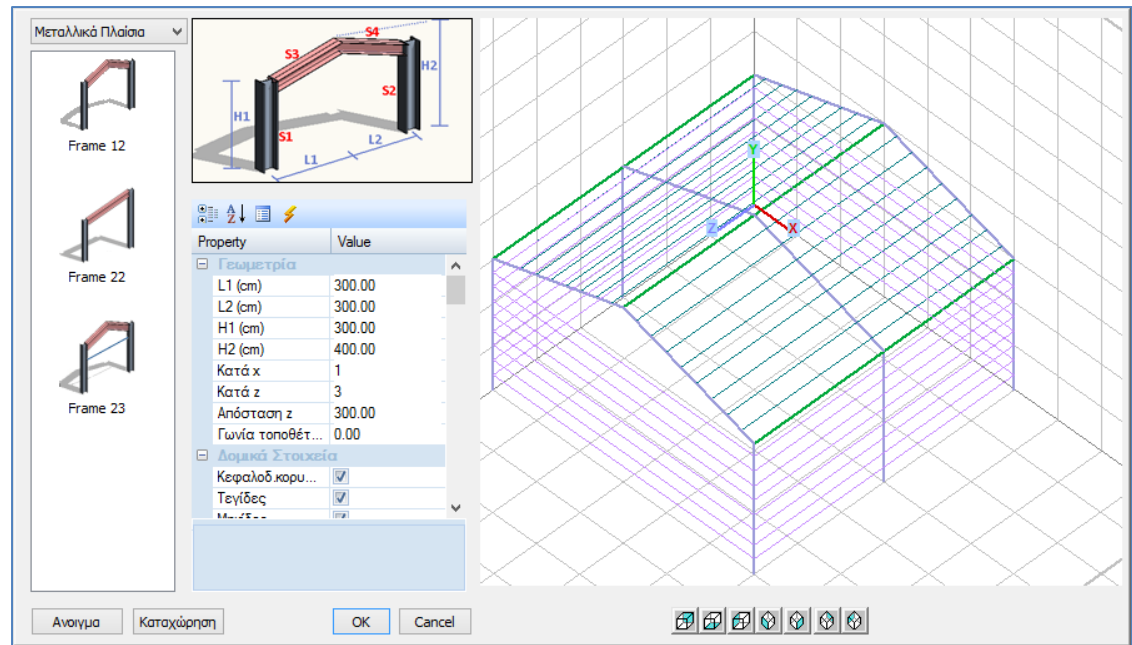 Μεταλλικά Πλαίσια
Frame 12
Frame 22
Frame 23
S4
S3
H2
S2
H1
S1
L2
L1
Property Value
Γεωμετρία
L1 (cm) 300.00
L2 (cm) 300.00
H1 (cm) 300.00
H2 (cm) 400.00
Κατά x 1
Κατά z 3
Απόσταση z 300.00
Γωνία τοποθέτ... 0.00
Δομικά Στοιχεία
Κεφαλοδ.κορυ...
Τεγίδες
Y
Z
X
Ανοιγμα
Καταχώρηση
OK
Cancel